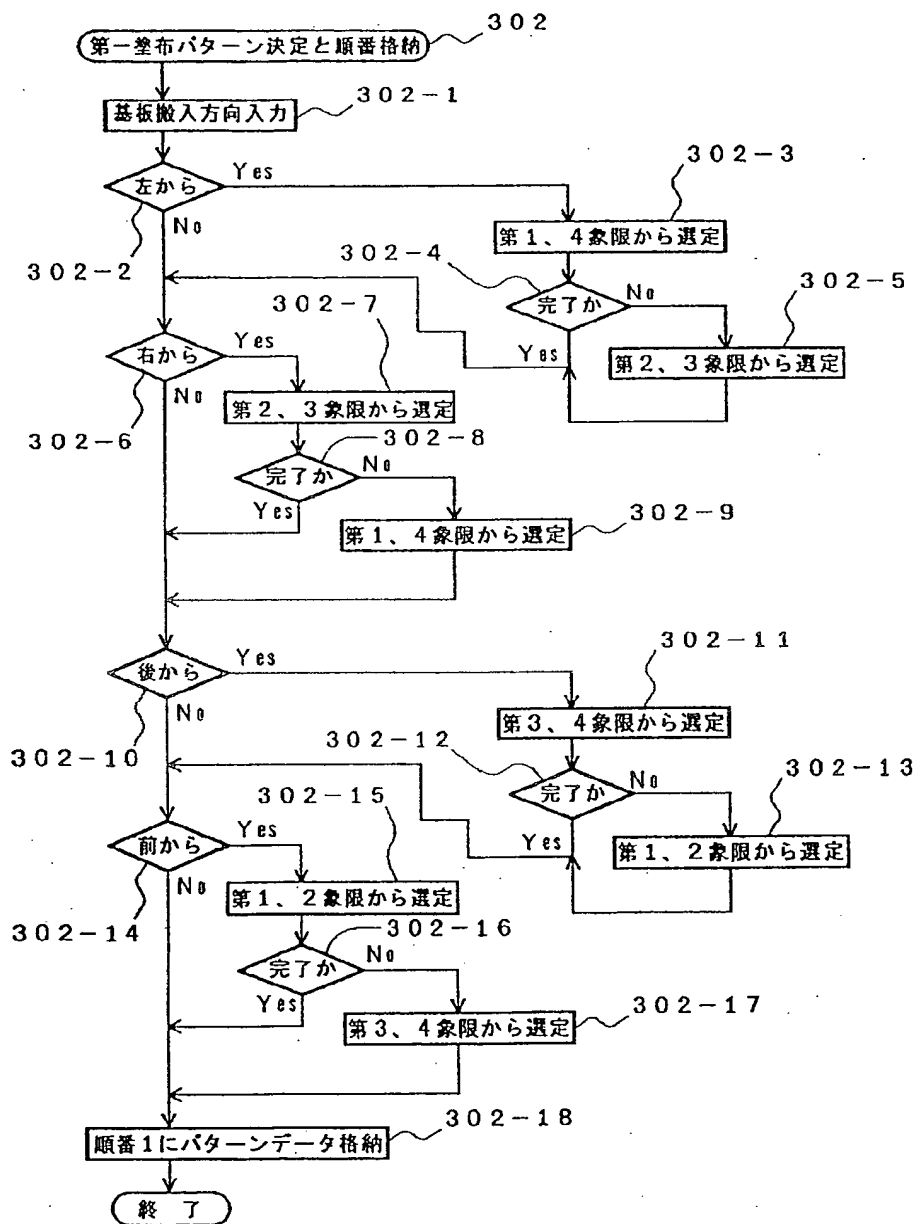 302
第一塗布パターン決定と順番格納
302-1
基板搬入方向入力
左から
Yes
No
302-2
302-3
第1、4象限から選定
302-4
完了か
No
Yes
302-5
第2、3象限から選定
右から
Yes
No
302-6
302-7
第2、3象限から選定
302-8
完了か
No
Yes
302-9
第1、4象限から選定
後から
Yes
No
302-10
302-11
第3、4象限から選定
302-12
完了か
No
Yes
302-13
第1、2象限から選定
前から
Yes
No
302-14
302-15
第1、2象限から選定
302-16
完了か
No
Yes
302-17
第3、4象限から選定
302-18
順番1にパターンデータ格納
終了